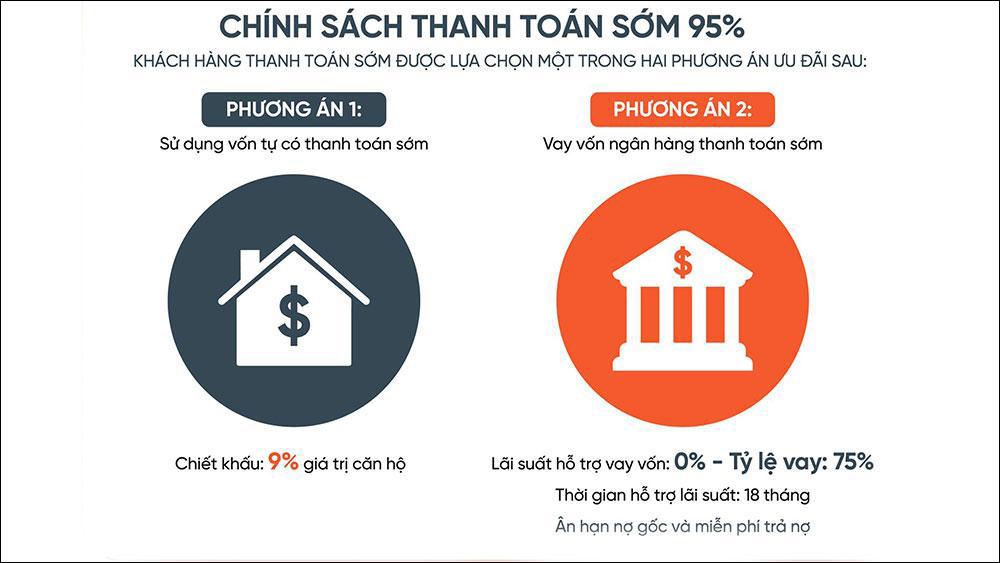 CHÍNH SÁCH THANH TOÁN SỚM 95%
KHÁCH HÀNG THANH TOÁN SỚM ĐƯỢC LỰA CHỌN MỘT TRONG HAI PHƯƠNG ÁN ƯU ĐÃI SAU:
PHƯƠNG ÁN 1:
Sử dụng vốn tự có thanh toán sớm
$
Chiết khấu: 9% giá trị căn hộ
PHƯƠNG ÁN 2:
Vay vốn ngân hàng thanh toán sớm
$
Lãi suất hỗ trợ vay vốn: 0% - Tỷ lệ vay: 75%
Thời gian hỗ trợ lãi suất: 18 tháng
Ân hạn nợ gốc và miễn phí trả nợ